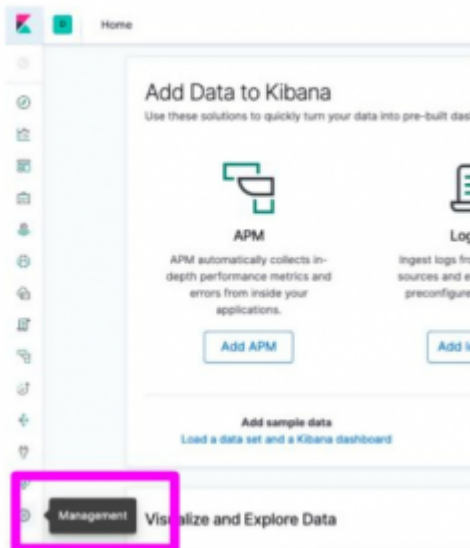 D
Home
Add Data to Kibana
Use these solutions to quickly turn your data into pre-built das
APM
APM automatically collects in-
depth performance metrics and
errors from inside your
applications.
Add APM
Log
Ingest logs fro
sources and e
preconfigure
Add lo
Add sample data
Load a data set and a Kibana dashboard
Management
Visualize and Explore Data